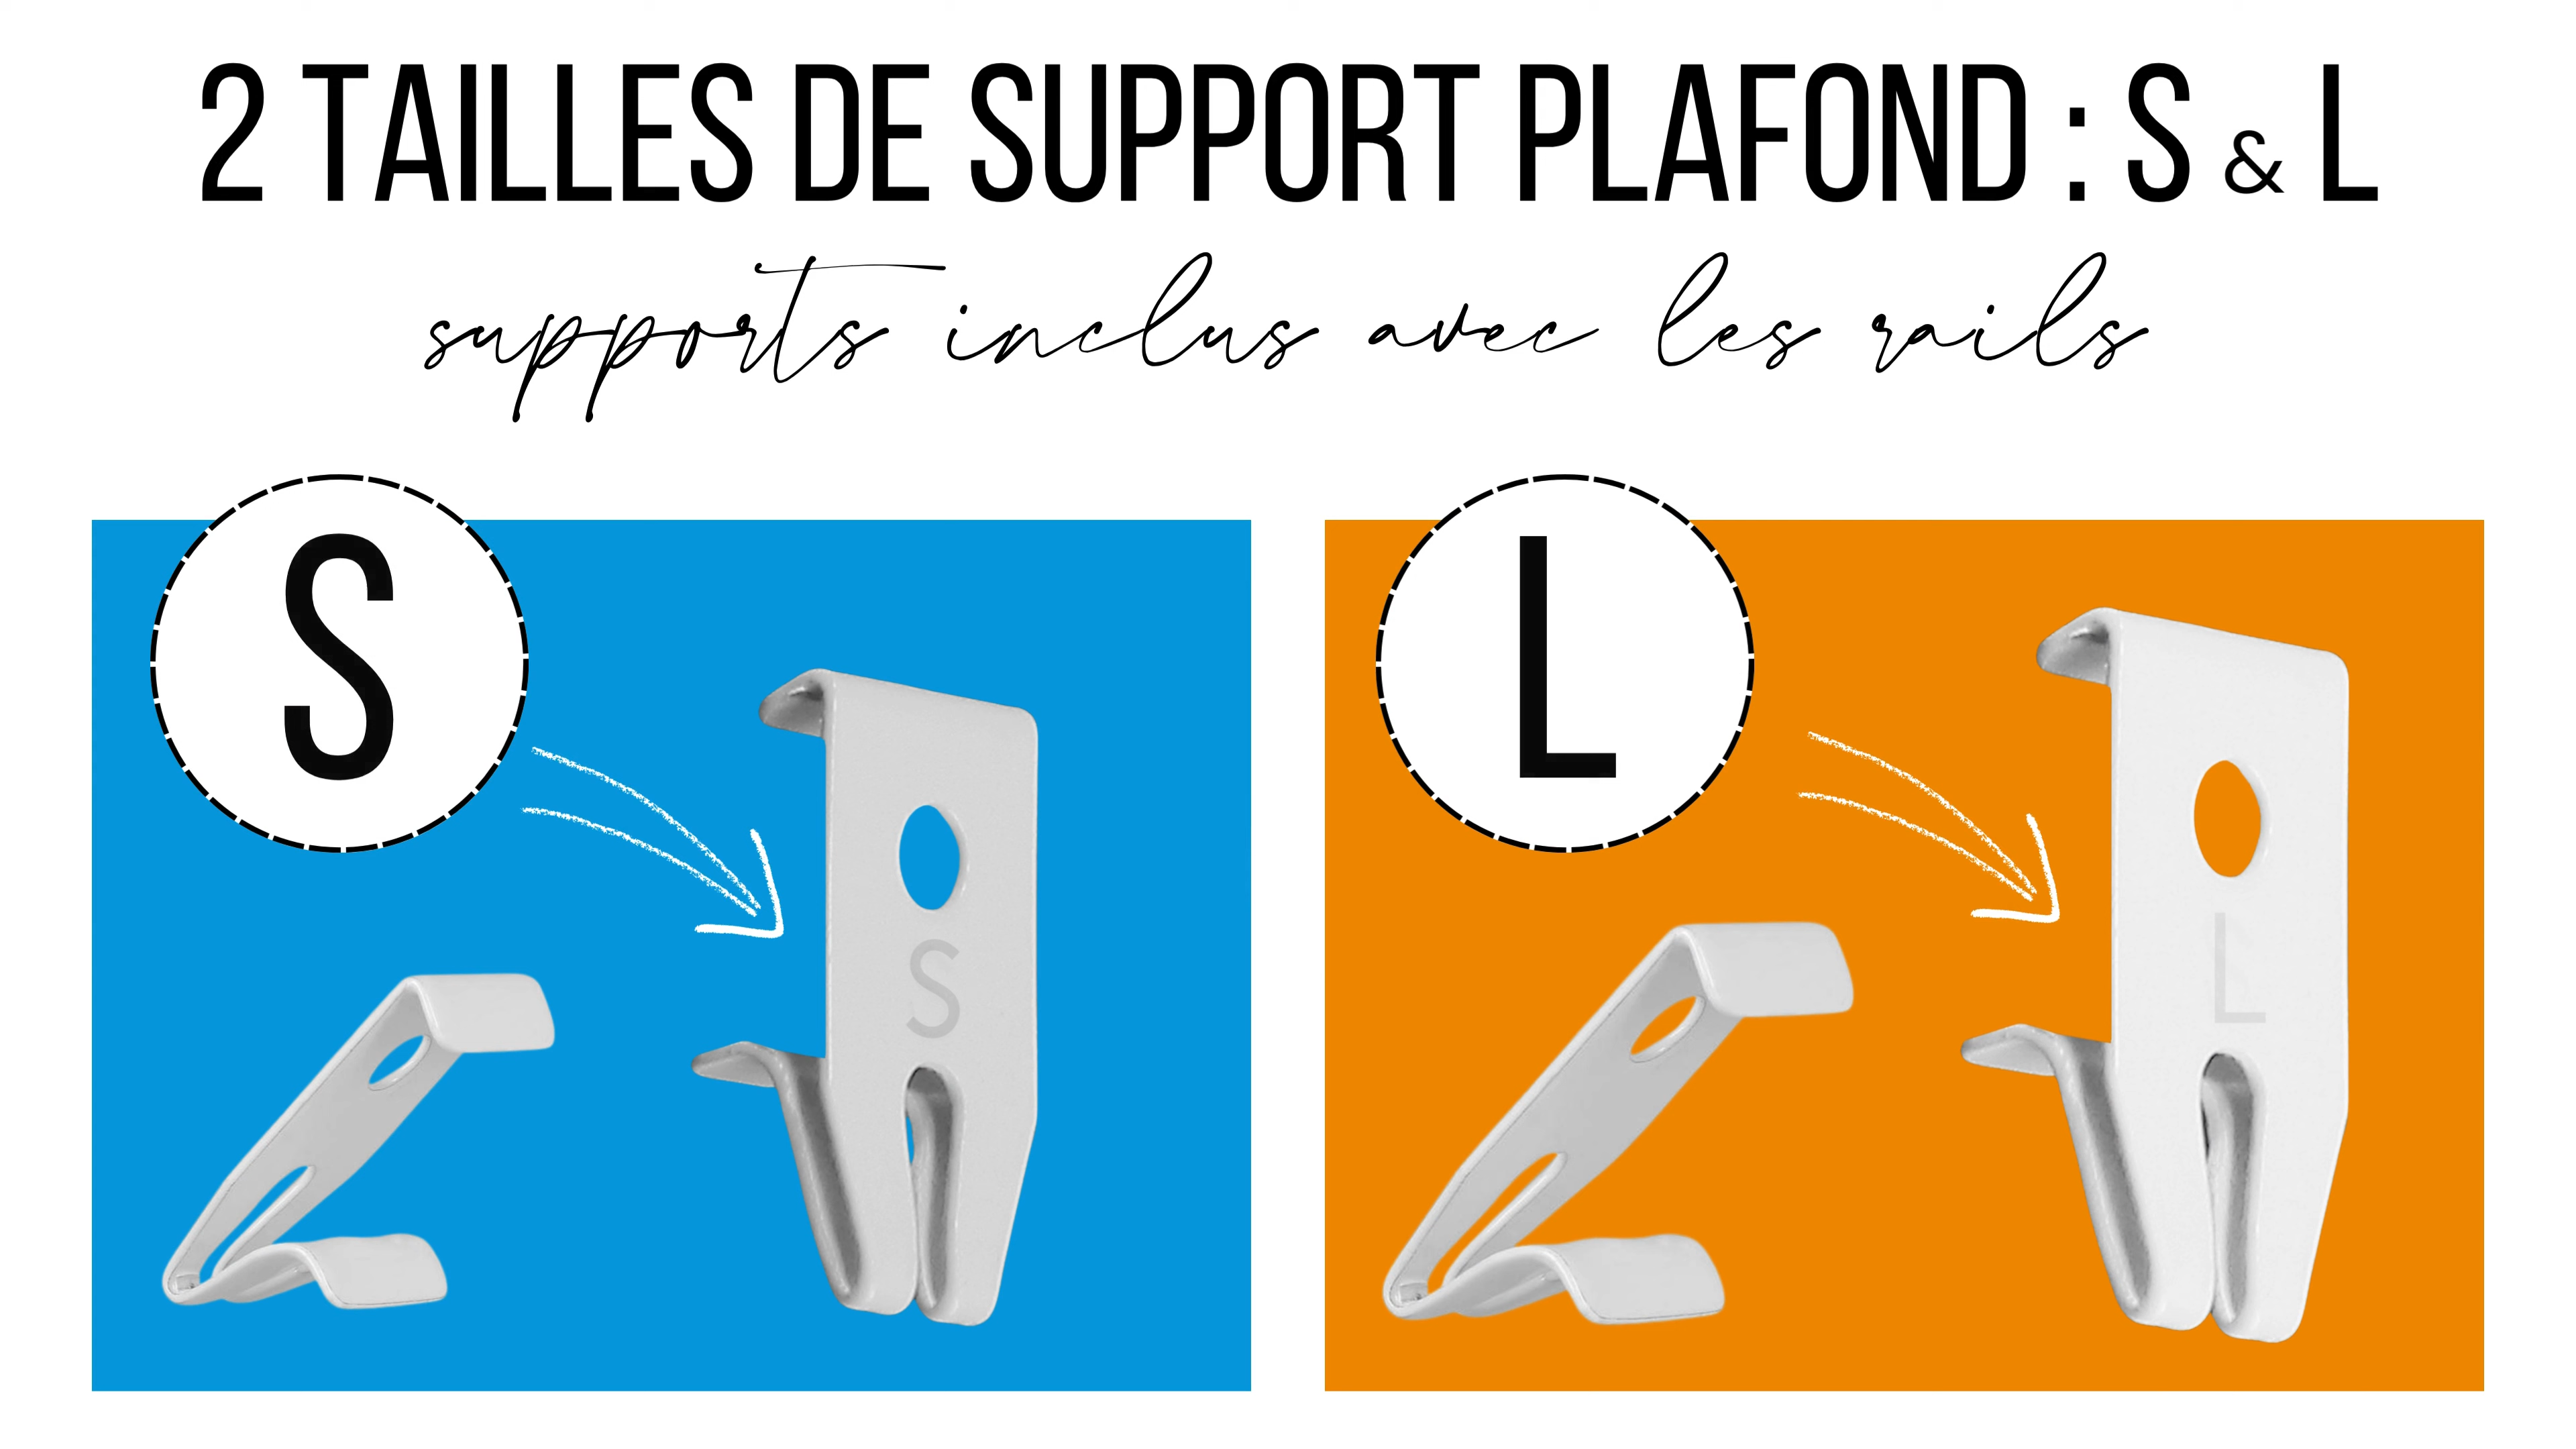 2 TAILLES DE SUPPORT PLAFOND : S & L
supports inclus avec les rails
S
L
S
L